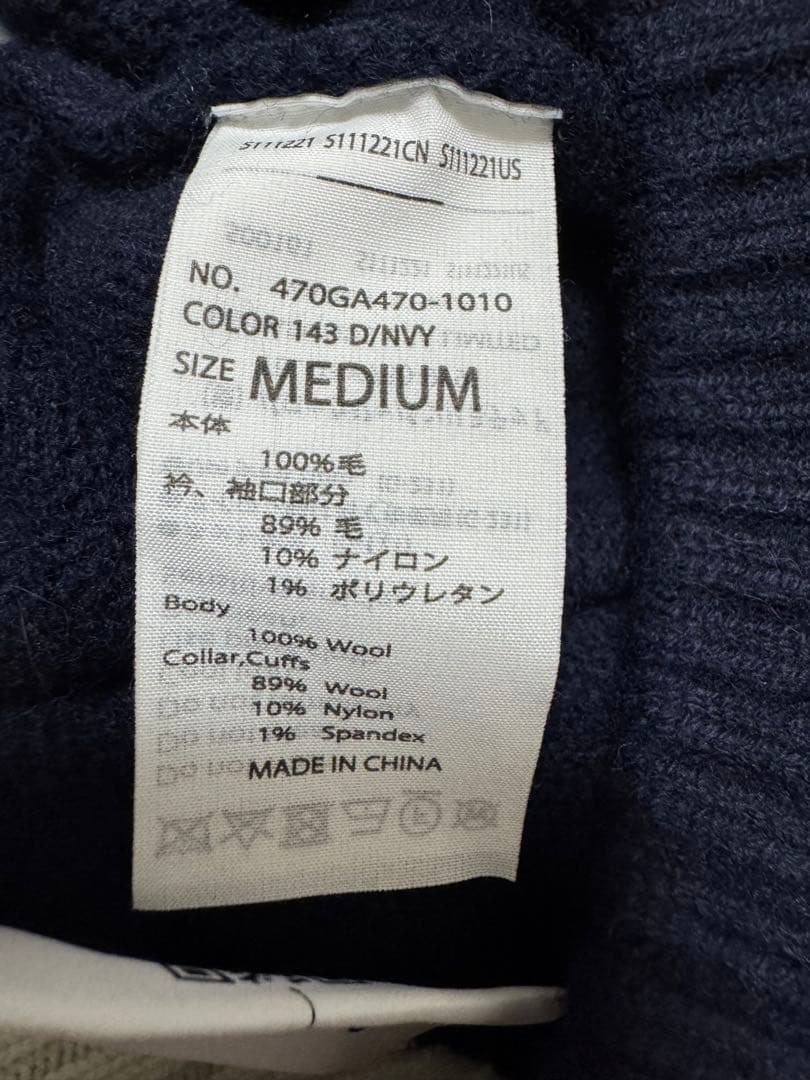 S111221 S111221CN S111221US
NO. 470GA470-1010
COLOR 143 D/NVY
SIZE MEDIUM
本体
100%毛
衿、袖口部分
89% 毛
10% ナイロン
1% ポリウレタン
Body
100% Wool
Collar,Cuffs
89% Wool
10% Nylon
1% Spandex
MADE IN CHINA